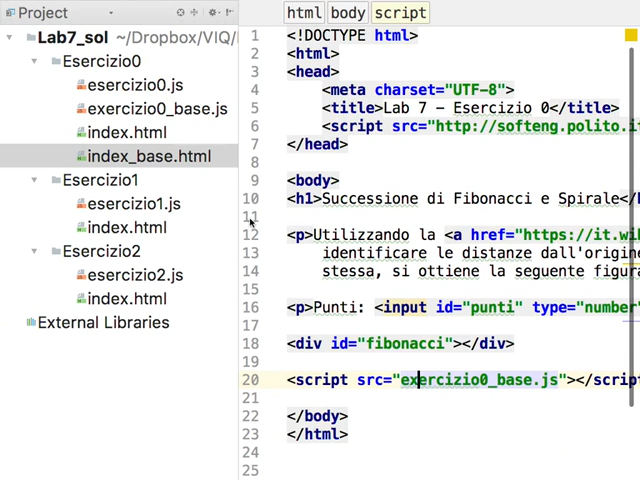 Project
html body script
Lab7_sol ~/Dropbox/VIQ/
Esercizio0
esercizio0.js
exercizio0_base.js
index.html
index_base.html
Esercizio1
esercizio1.js
index.html
Esercizio2
esercizio2.js
index.html
External Libraries
1 <!DOCTYPE html>
2 <html>
3 <head>
4 <meta charset="UTF-8">
5 <title>Lab 7 - Esercizio 0</title>
6 <script src="http://softeng.polito.i
7 </head>
8
9 <body>
10 <h1>Successione di Fibonacci e Spirale</
11
12 <p>Utilizzando la <a href="https://it.wi
13 identificare le distanze dall'origin
14 stessa, si ottiene la seguente figur
15
16 <p>Punti: <input id="punti" type="number"
17
18 <div id="fibonacci"></div>
19
20 <script src="exercizio0_base.js"></scrip
21
22 </body>
23 </html>
24
25